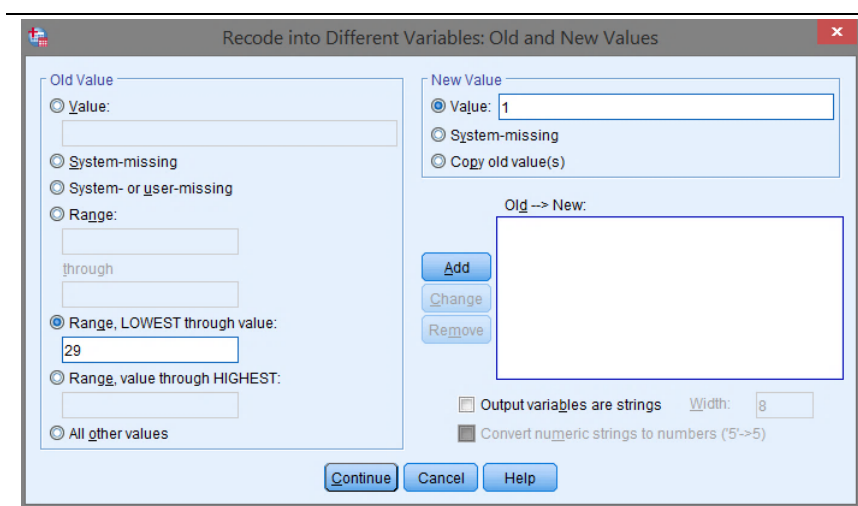 Recode into Different Variables: Old and New Values
Old Value
Value:
System-missing
System- or user-missing
Range:
through
Range, LOWEST through value:
29
Range, value through HIGHEST:
All other values
New Value
Value: 1
System-missing
Copy old value(s)
Old --> New:
Add
Change
Remove
Output variables are strings Width: 8
Convert numeric strings to numbers ('5'->5)
Continue Cancel Help